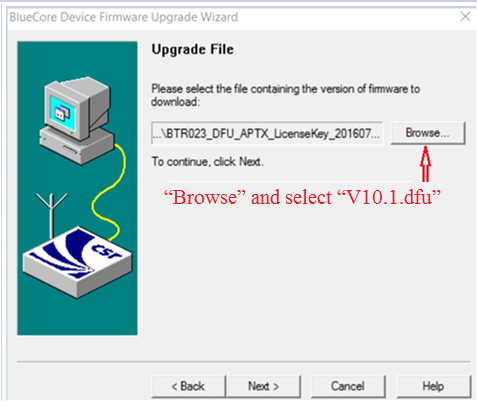 BlueCore Device Firmware Upgrade Wizard
Upgrade File
Please select the file containing the version of firmware to
download:
...\BTR023_DFU_APTX_LicenseKey_201607...
Browse...
To continue, click Next.
“Browse” and select “V10.1.dfu”
csr
< Back
Next >
Cancel
Help